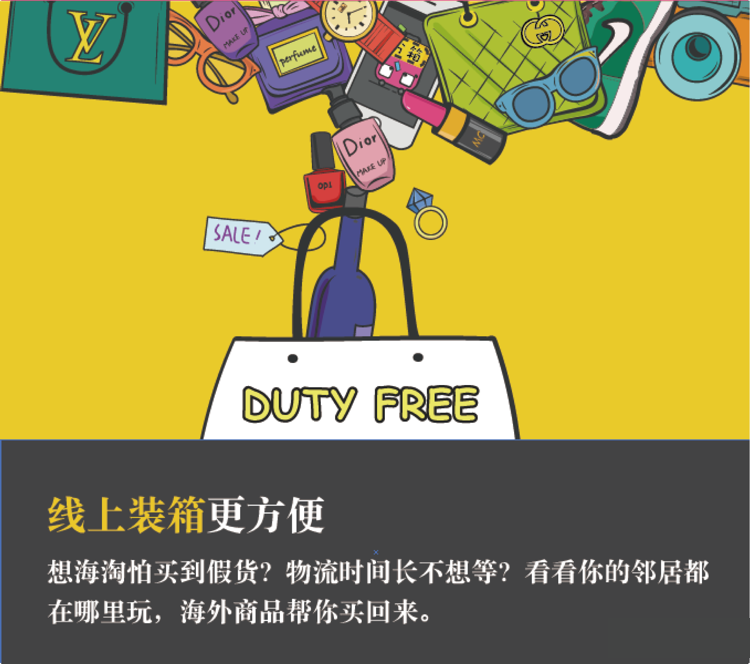 Dior
MAKE UP
perfume
Dior
MAKE UP
OPI
SALE!
DUTY FREE
线上装箱更方便
想海淘怕买到假货？物流时间长不想等？看看你的邻居都
在哪里玩，海外商品帮你买回来。